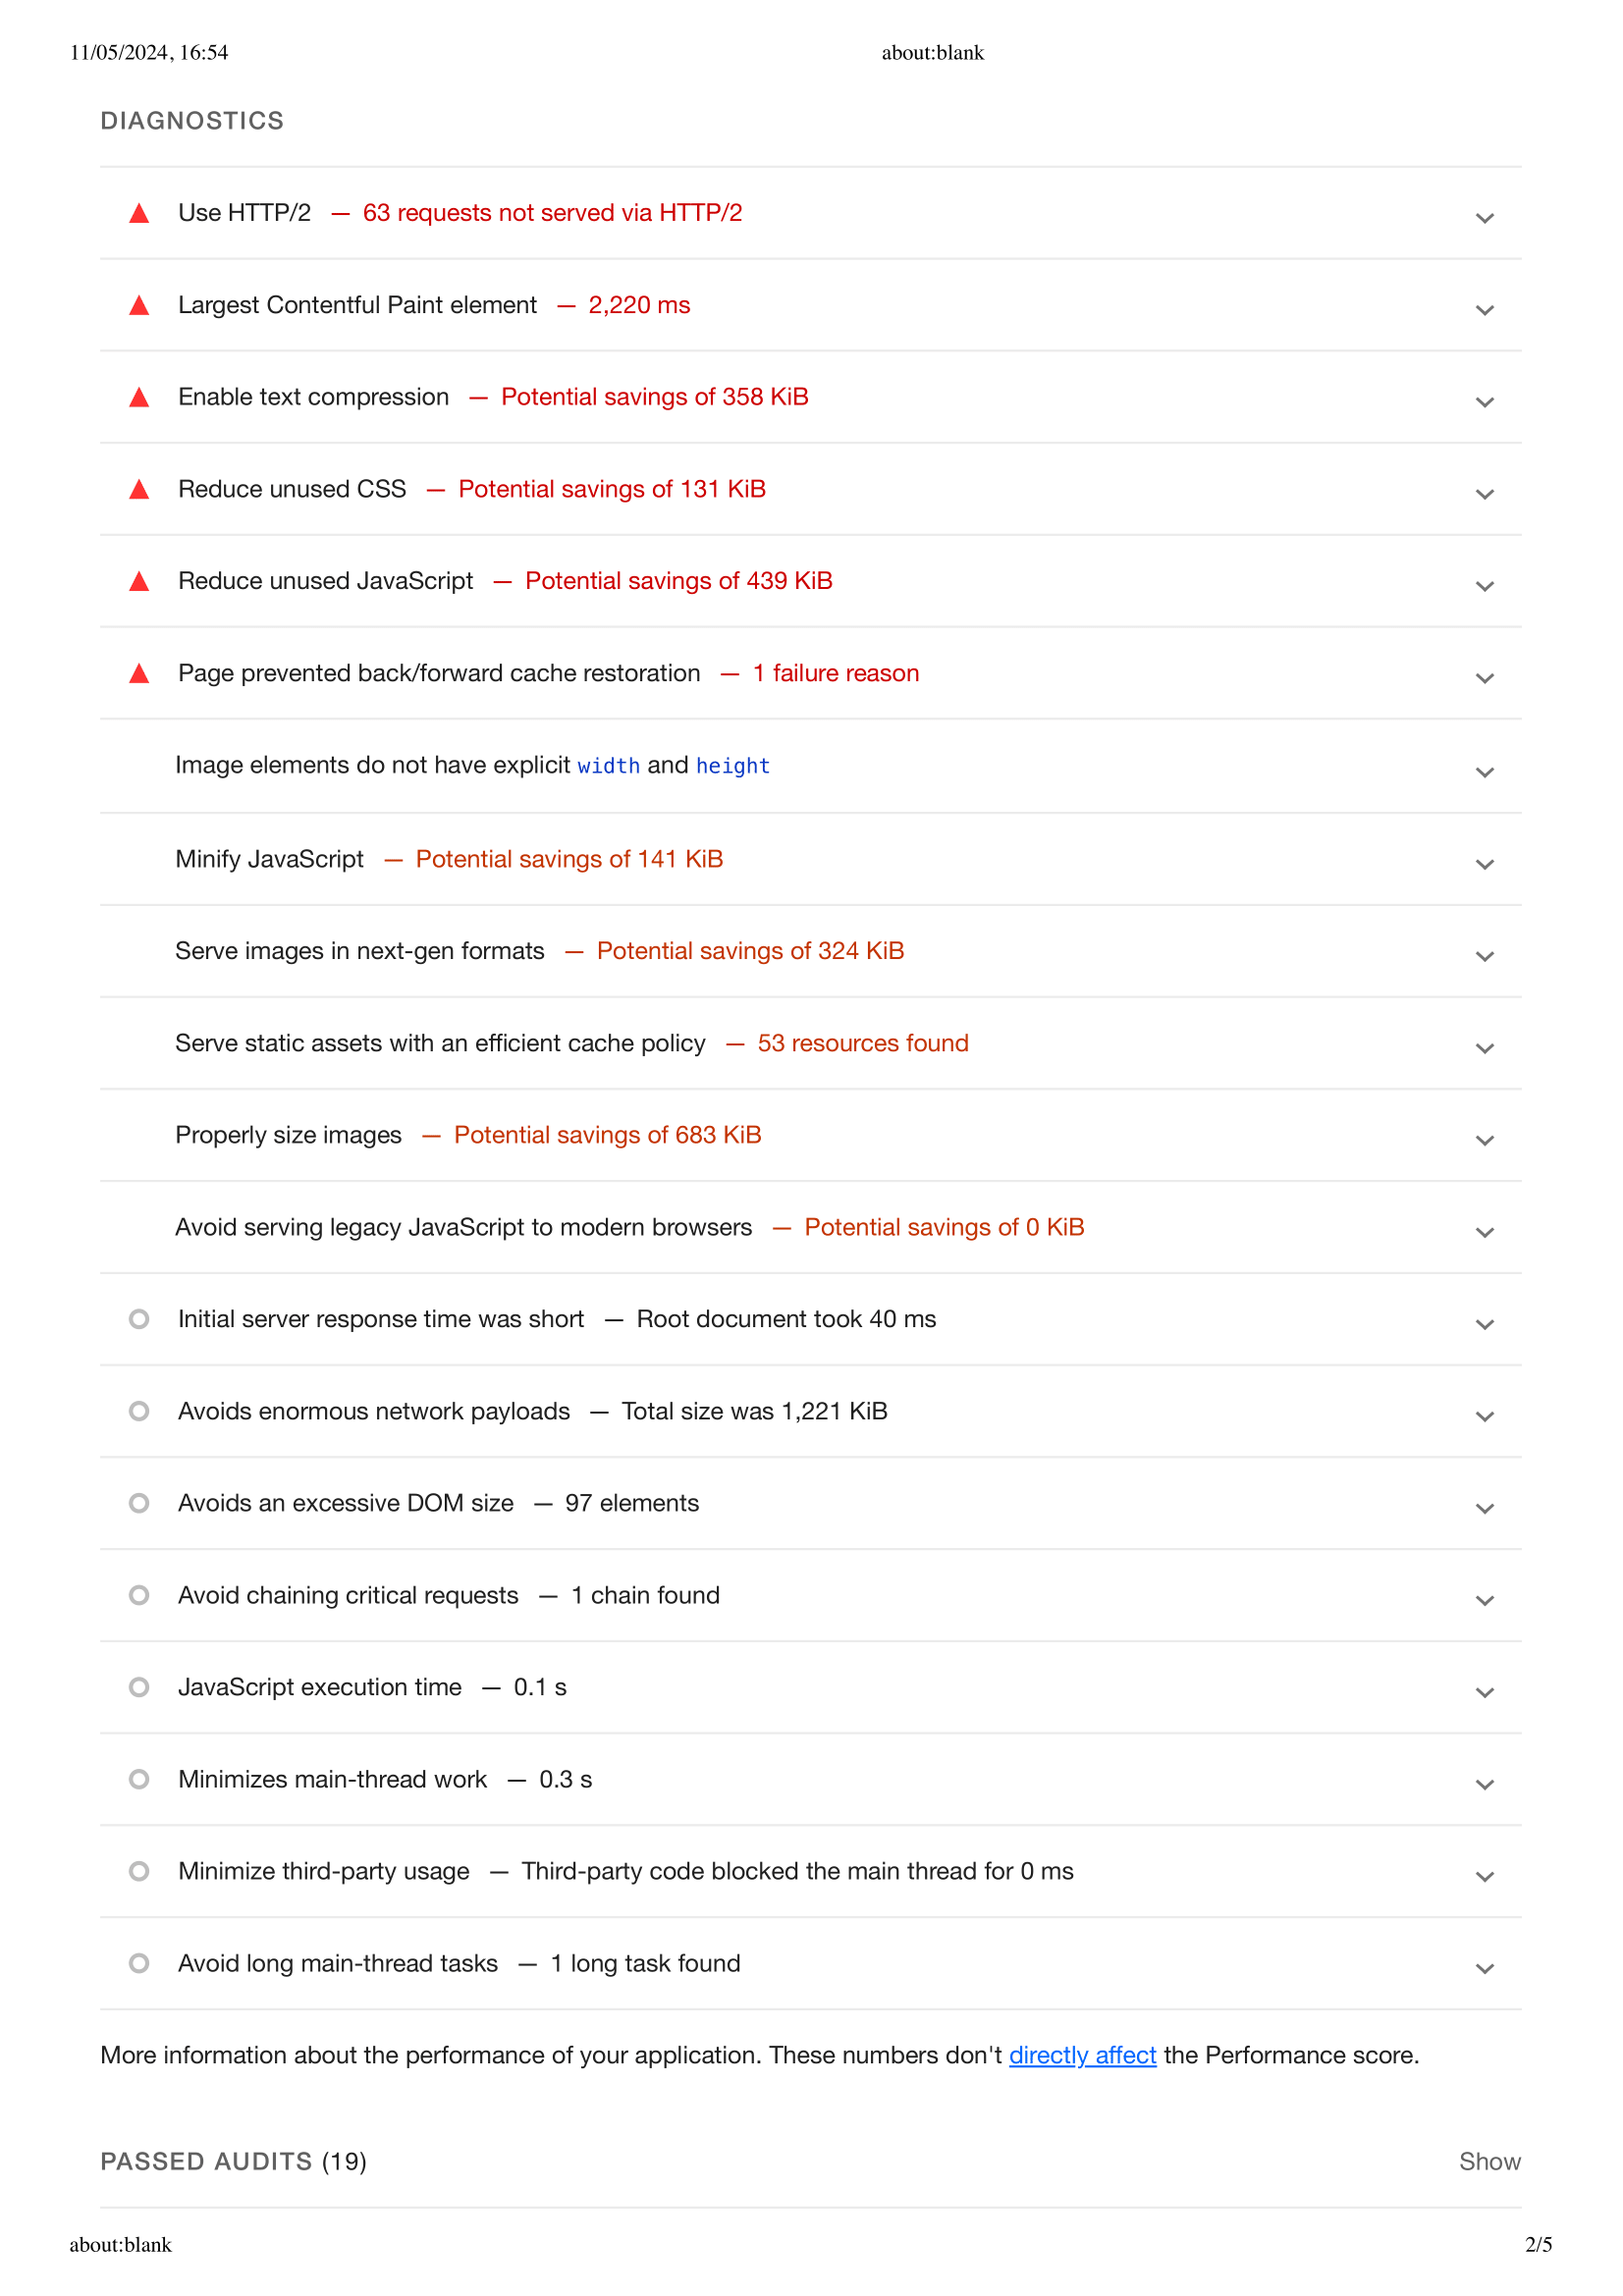 11/05/2024, 16:54 about:blank
DIAGNOSTICS
Use HTTP/2 — 63 requests not served via HTTP/2
Largest Contentful Paint element — 2,220 ms
Enable text compression — Potential savings of 358 KiB
Reduce unused CSS — Potential savings of 131 KiB
Reduce unused JavaScript — Potential savings of 439 KiB
Page prevented back/forward cache restoration — 1 failure reason
Image elements do not have explicit width and height
Minify JavaScript — Potential savings of 141 KiB
Serve images in next-gen formats — Potential savings of 324 KiB
Serve static assets with an efficient cache policy — 53 resources found
Properly size images — Potential savings of 683 KiB
Avoid serving legacy JavaScript to modern browsers — Potential savings of 0 KiB
Initial server response time was short — Root document took 40 ms
Avoids enormous network payloads — Total size was 1,221 KiB
Avoids an excessive DOM size — 97 elements
Avoid chaining critical requests — 1 chain found
JavaScript execution time — 0.1 s
Minimizes main-thread work — 0.3 s
Minimize third-party usage — Third-party code blocked the main thread for 0 ms
Avoid long main-thread tasks — 1 long task found
More information about the performance of your application. These numbers don't directly affect the Performance score.
PASSED AUDITS (19) Show
about:blank 2/5